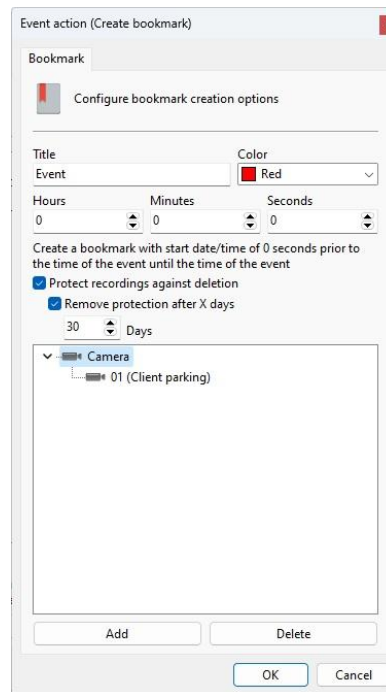 Event action (Create bookmark)
Bookmark
Configure bookmark creation options
Title Color
Event Red
Hours Minutes Seconds
0 0 0
Create a bookmark with start date/time of 0 seconds prior to
the time of the event until the time of the event
Protect recordings against deletion
Remove protection after X days
30 Days
Camera
01 (Client parking)
Add Delete
OK Cancel